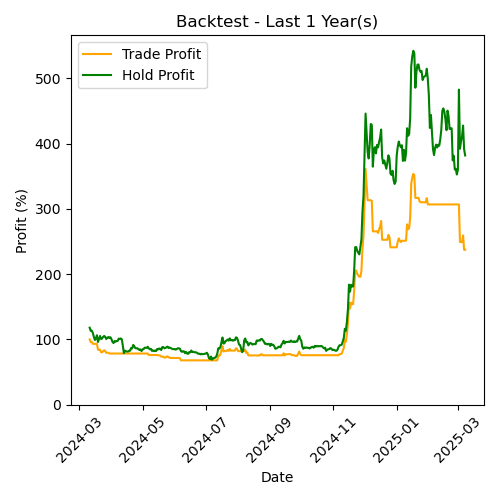 Backtest - Last 1 Year(s)
Trade Profit
Hold Profit
Profit (%)
500
400
300
200
100
0
2024-03
2024-05
2024-07
2024-09
2024-11
2025-01
2025-03
Date